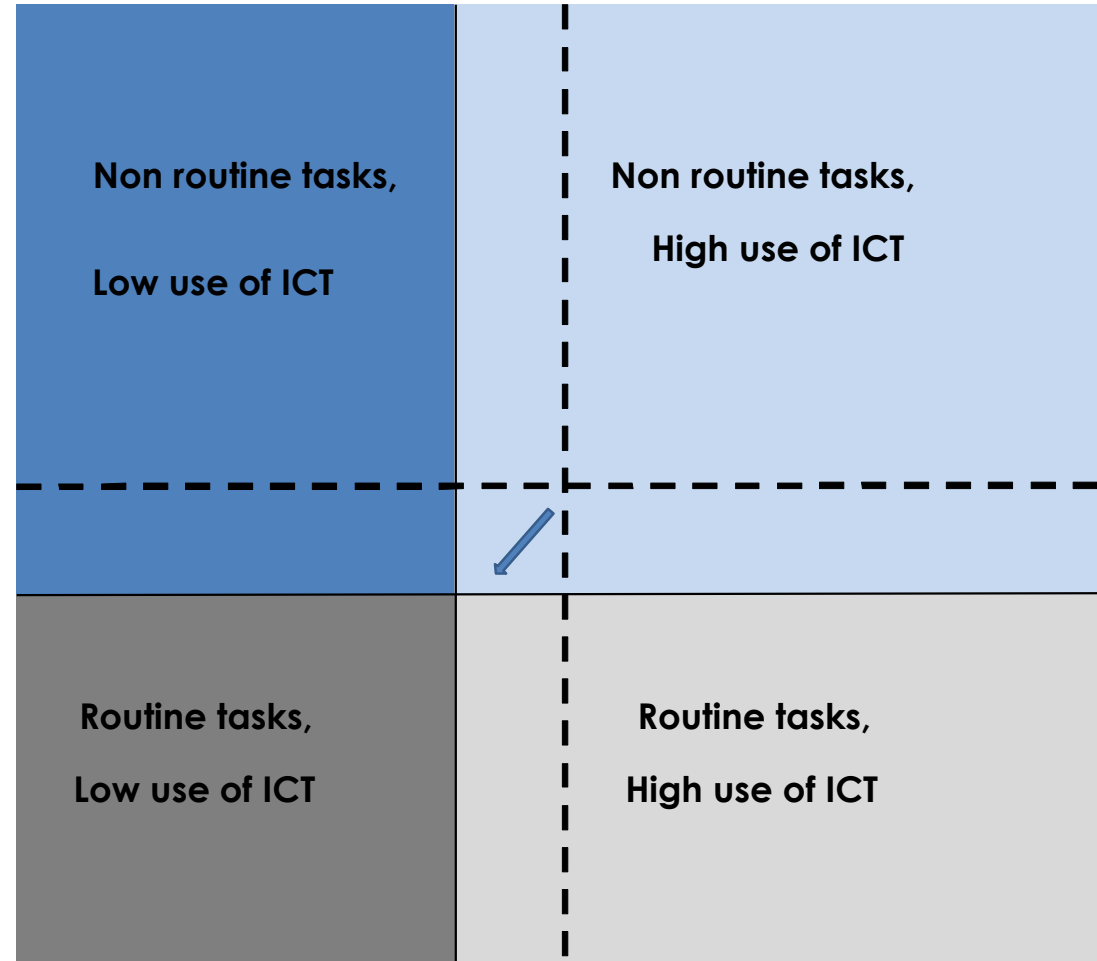 Non routine tasks,
Low use of ICT
Non routine tasks,
High use of ICT
Routine tasks,
Low use of ICT
Routine tasks,
High use of ICT